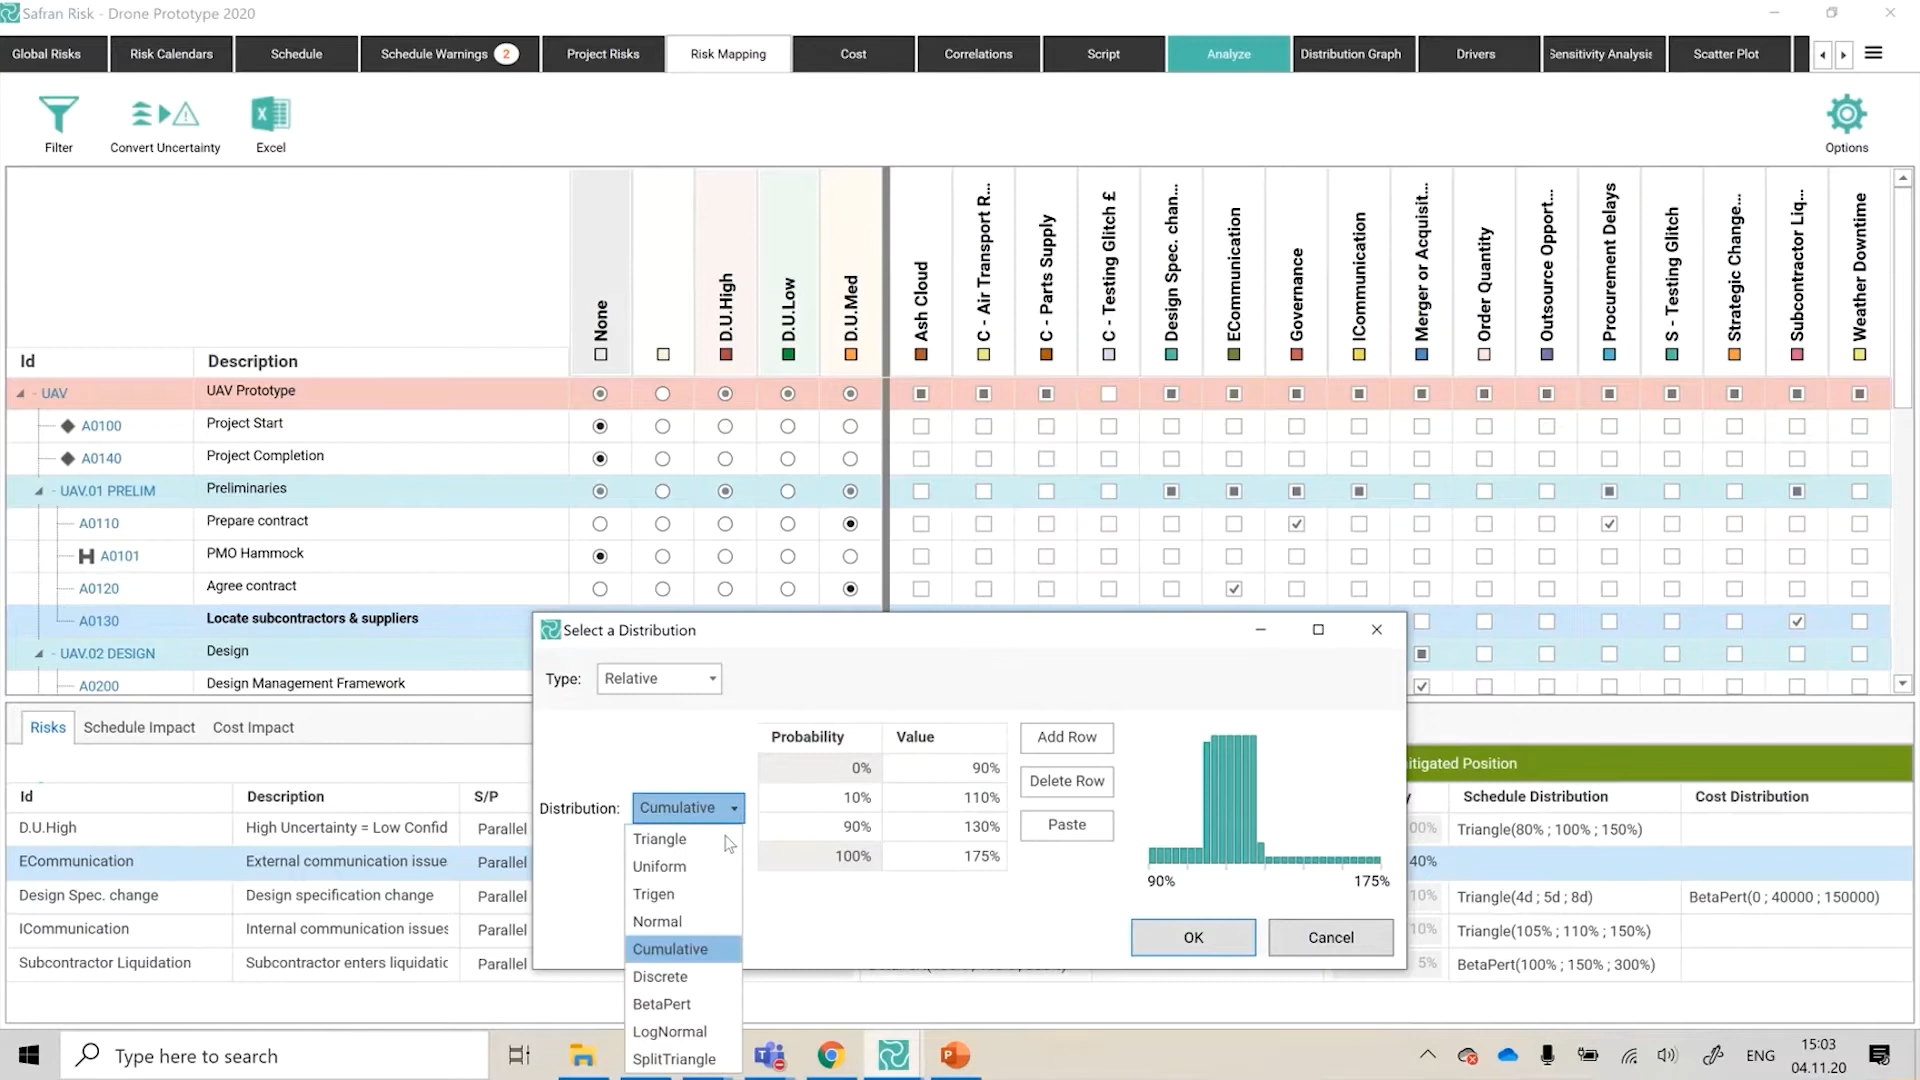 Safran Risk - Drone Prototype 2020
Global Risks
Risk Calendars
Schedule
Schedule Warnings 2
Project Risks
Risk Mapping
Cost
Correlations
Script
Analyze
Distribution Graph
Drivers
Sensitivity Analysis
Scatter Plot
Filter
Convert Uncertainty
Excel
Options
Id
Description
None
D.U.High
D.U.Low
D.U.Med
Ash Cloud
C - Air Transport R...
C - Parts Supply
C - Testing Glitch £
Design Spec. chan...
ECommunication
Governance
ICommunication
Merger or Acquisit...
Order Quantity
Outsource Opport...
Procurement Delays
S - Testing Glitch
Strategic Change...
Subcontractor Liq...
Weather Downtime
UAV UAV Prototype
A0100 Project Start
A0140 Project Completion
UAV.01 PRELIM Preliminaries
A0110 Prepare contract
A0101 PMO Hammock
A0120 Agree contract
A0130 Locate subcontractors & suppliers
UAV.02 DESIGN Design
A0200 Design Management Framework
Select a Distribution
Type: Relative
Distribution: Cumulative
Triangle
Uniform
Trigen
Normal
Cumulative
Discrete
BetaPert
LogNormal
SplitTriangle
Probability Value
0% 90%
10% 110%
90% 130%
100% 175%
Add Row
Delete Row
Paste
90% 175%
OK
Cancel
Risks
Schedule Impact
Cost Impact
itigated Position
Id Description S/P
Schedule Distribution Cost Distribution
D.U.High High Uncertainty = Low Confid Parallel 00% Triangle(80% ; 100% ; 150%)
ECommunication External communication issue Parallel 40%
Design Spec. change Design specification change Parallel 10% Triangle(4d ; 5d ; 8d) BetaPert(0 ; 40000 ; 150000)
ICommunication Internal communication issues Parallel 10% Triangle(105% ; 110% ; 150%)
Subcontractor Liquidation Subcontractor enters liquidatic Parallel 5% BetaPert(100% ; 150% ; 300%)
Type here to search
ENG
15:03
04.11.20